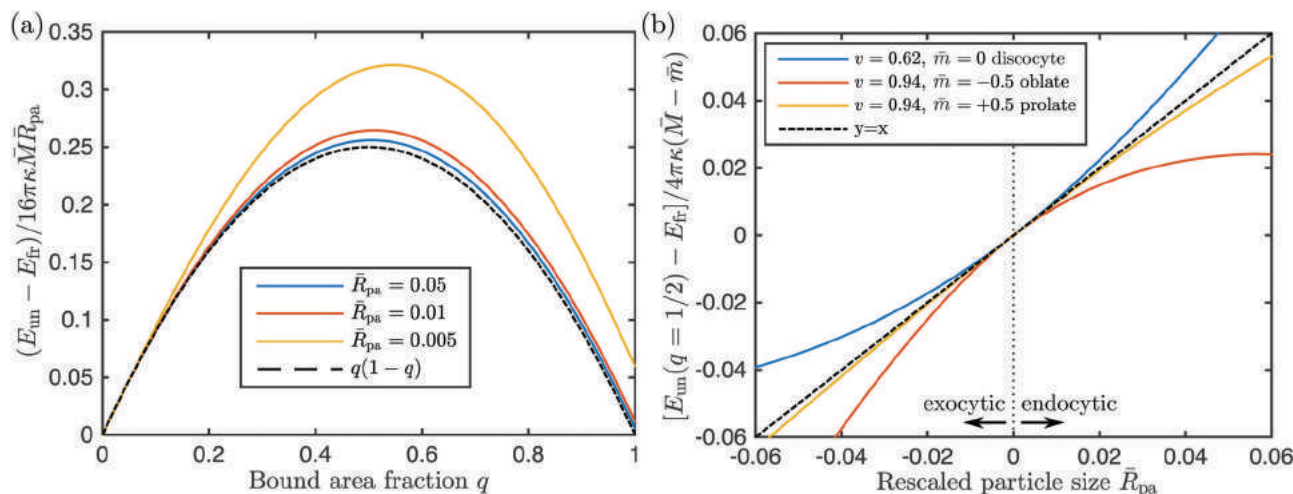 (a)
0.35
0.3
0.25
0.2
0.15
0.1
0.05
0
(E_un − E_fr)/16πκM̄R̄_pa
R̄_pa = 0.05
R̄_pa = 0.01
R̄_pa = 0.005
q(1 − q)
0 0.2 0.4 0.6 0.8 1
Bound area fraction q
(b)
0.06
0.04
0.02
0
-0.02
-0.04
-0.06
[E_un(q = 1/2) − E_fr]/4πκ(M̄ − m̄)
v = 0.62, m̄ = 0 discocyte
v = 0.94, m̄ = −0.5 oblate
v = 0.94, m̄ = +0.5 prolate
y=x
exocytic endocytic
-0.06 -0.04 -0.02 0 0.02 0.04 0.06
Rescaled particle size R̄_pa